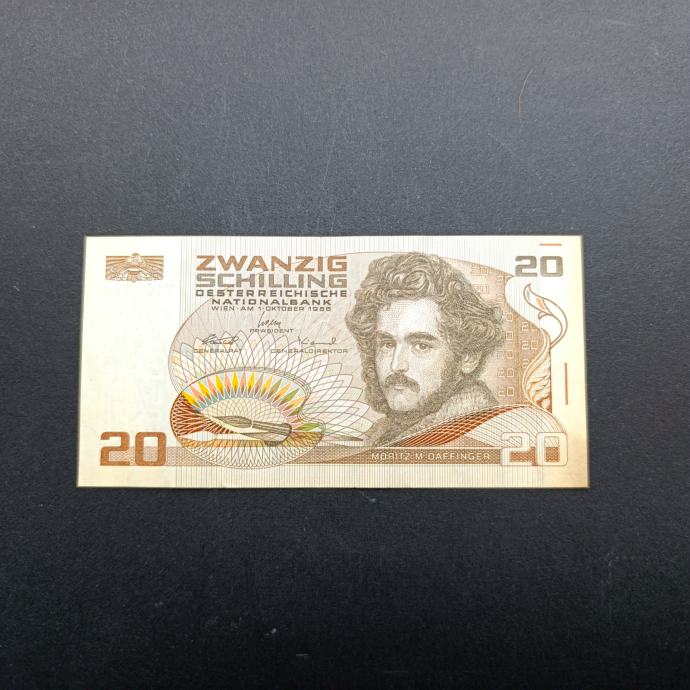 ZWANZIG
SCHILLING
OESTERREICHISCHE
NATIONALBANK
WIEN·AM 1·OKTOBER 1986
PRÄSIDENT
GENERALRAT GENERALDIREKTOR
20
20
MORITZ·M·DAFFINGER
20